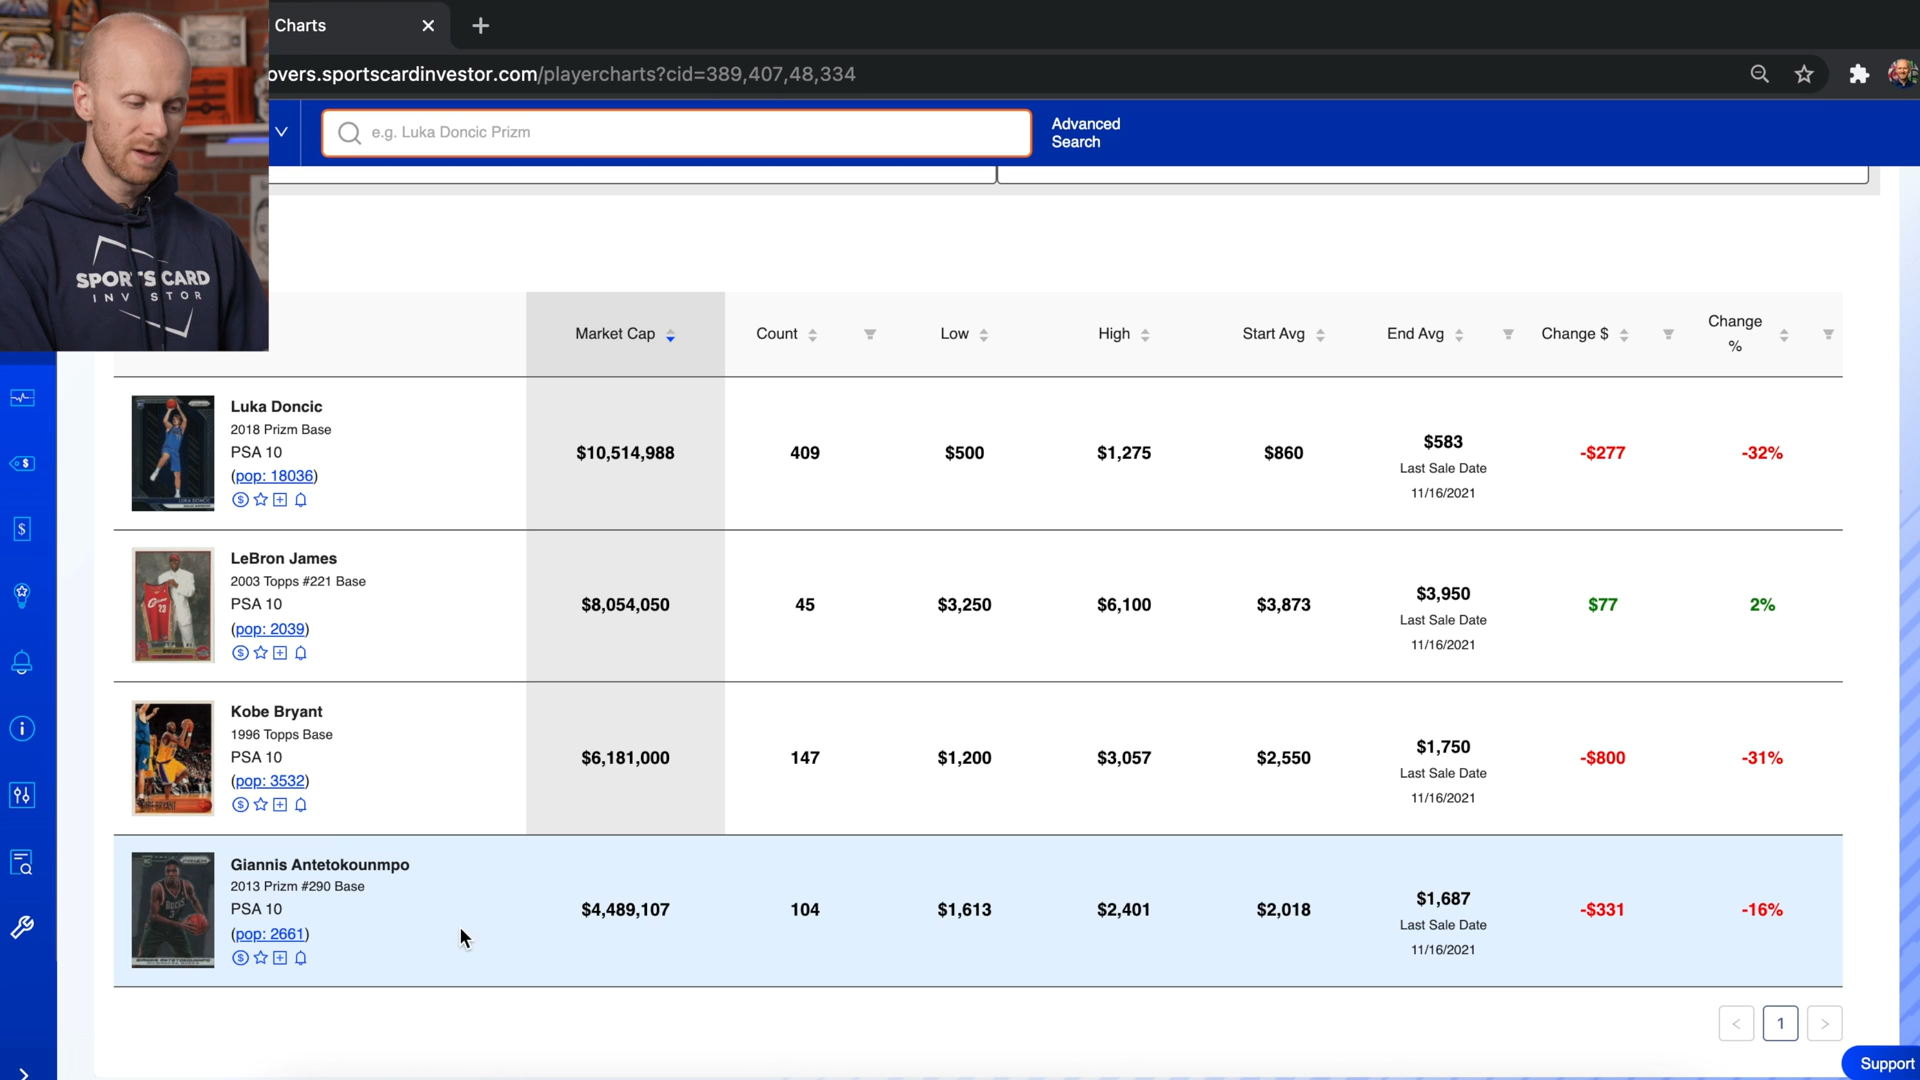 Charts
overs.sportscardinvestor.com/playercharts?cid=389,407,48,334
e.g. Luka Doncic Prizm
Advanced
Search
SPORTS CARD
INVESTOR
Market Cap Count Low High Start Avg End Avg Change $ Change
%
Luka Doncic
2018 Prizm Base
PSA 10
(pop: 18036)
$10,514,988 409 $500 $1,275 $860 $583 -$277 -32%
Last Sale Date
11/16/2021
LeBron James
2003 Topps #221 Base
PSA 10
(pop: 2039)
$8,054,050 45 $3,250 $6,100 $3,873 $3,950 $77 2%
Last Sale Date
11/16/2021
Kobe Bryant
1996 Topps Base
PSA 10
(pop: 3532)
$6,181,000 147 $1,200 $3,057 $2,550 $1,750 -$800 -31%
Last Sale Date
11/16/2021
Giannis Antetokounmpo
2013 Prizm #290 Base
PSA 10
(pop: 2661)
$4,489,107 104 $1,613 $2,401 $2,018 $1,687 -$331 -16%
Last Sale Date
11/16/2021
< 1 >
Support